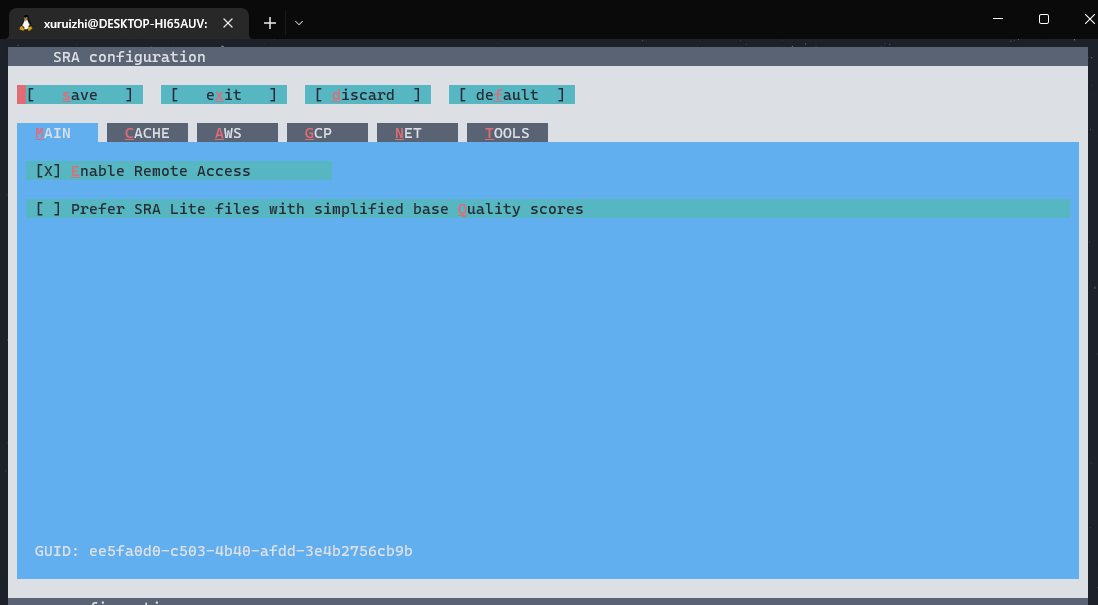 xuruizhi@DESKTOP-HI65AUV:
SRA configuration
[ save ] [ exit ] [ discard ] [ default ]
MAIN CACHE AWS GCP NET TOOLS
[X] Enable Remote Access
[ ] Prefer SRA Lite files with simplified base Quality scores
GUID: ee5fa0d0-c503-4b40-afdd-3e4b2756cb9b